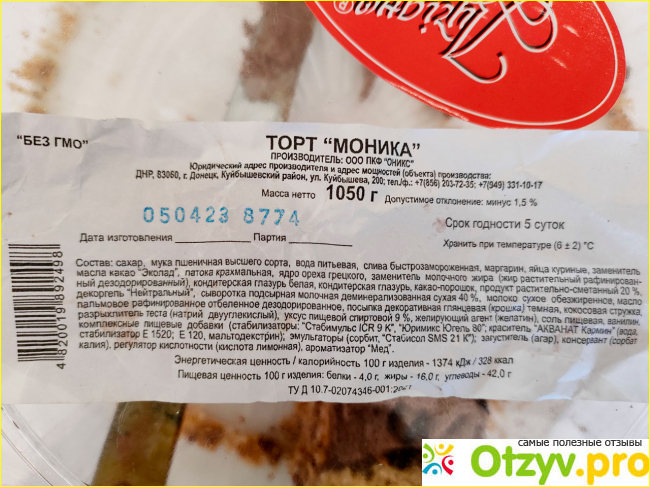 "БЕЗ ГМО"
ТОРТ "МОНИКА"
ПРОИЗВОДИТЕЛЬ: ООО ПКФ "ОНИКС"
Юридический адрес производителя и адрес мощностей (объекта) производства:
ДНР, 83060, г. Донецк, Куйбышевский район, ул. Куйбышева, 200; тел./ф.: +7(856) 203-72-35; +7(949) 331-10-17
Масса нетто 1050 г Допустимое отклонение: минус 1,5 %
050423 8774
Срок годности 5 суток
Дата изготовления Партия Хранить при температуре (6 ± 2) °С
Состав: сахар, мука пшеничная высшего сорта, вода питьевая, слива быстрозамороженная, маргарин, яйца куриные, заменитель
масла какао "Эколад", патока крахмальная, ядро ореха грецкого, заменитель молочного жира (жир растительный рафинирован-
ный дезодорированный), кондитерская глазурь белая, кондитерская глазурь, какао-порошок, продукт растительно-сметанный 20 %,
декоргель "Нейтральный", сыворотка подсырная молочная деминерализованная сухая 40 %, молоко сухое обезжиренное, масло
пальмовое рафинированное отбеленное дезодорированное, посыпка декоративная глянцевая (крошка) темная, кокосовая стружка,
разрыхлитель теста (натрий двууглекислый), уксус пищевой спиртовой 9 %, желирующий агент (желатин), соль пищевая, ванилин,
комплексные пищевые добавки (стабилизаторы: "Стабимульс ICR 9 K", "Юримикс Югель 80"; краситель "АКВАНАТ Кармин" (вода,
стабилизатор Е 1520; Е 120, мальтодекстрин); эмульгаторы (сорбит, "Стабисол SMS 21 K"); загуститель (агар), консервант (сорбат
калия), регулятор кислотности (кислота лимонная), ароматизатор "Мед".
Энергетическая ценность / калорийность 100 г изделия - 1374 кДж / 328 ккал
Пищевая ценность 100 г изделия: белки - 4,0 г, жиры - 16,0 г, углеводы - 42,0 г
ТУ Д 10.7-02074346-001:
4820019892498
самые полезные отзывы
Otzyv.pro